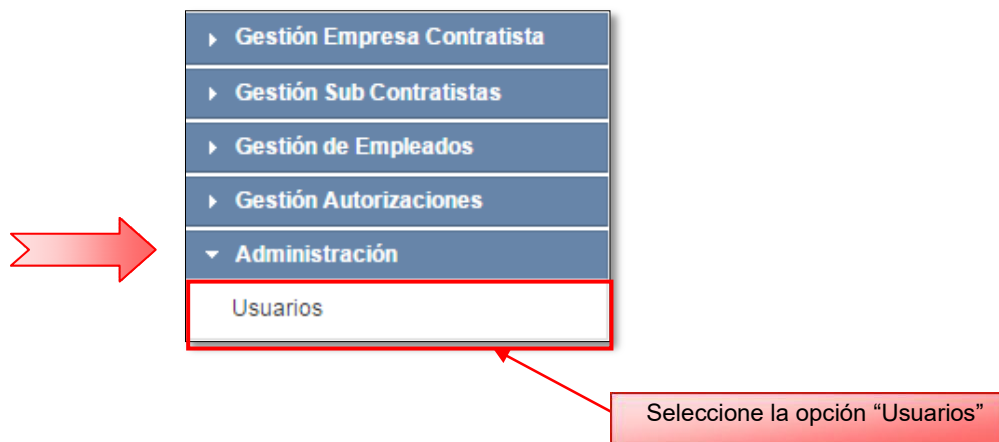 Gestión Empresa Contratista
Gestión Sub Contratistas
Gestión de Empleados
Gestión Autorizaciones
Administración
Usuarios
Seleccione la opción “Usuarios”